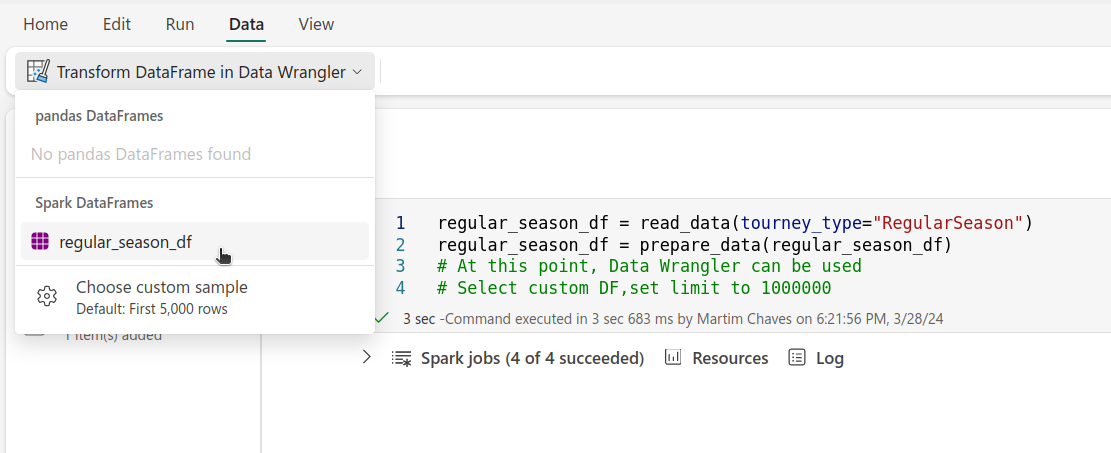 Home Edit Run Data View
Transform DataFrame in Data Wrangler
pandas DataFrames
No pandas DataFrames found
Spark DataFrames
regular_season_df
Choose custom sample
Default: First 5,000 rows
1 item(s) added
1 regular_season_df = read_data(tourney_type="RegularSeason")
2 regular_season_df = prepare_data(regular_season_df)
3 # At this point, Data Wrangler can be used
4 # Select custom DF,set limit to 1000000
3 sec -Command executed in 3 sec 683 ms by Martim Chaves on 6:21:56 PM, 3/28/24
Spark jobs (4 of 4 succeeded) Resources Log